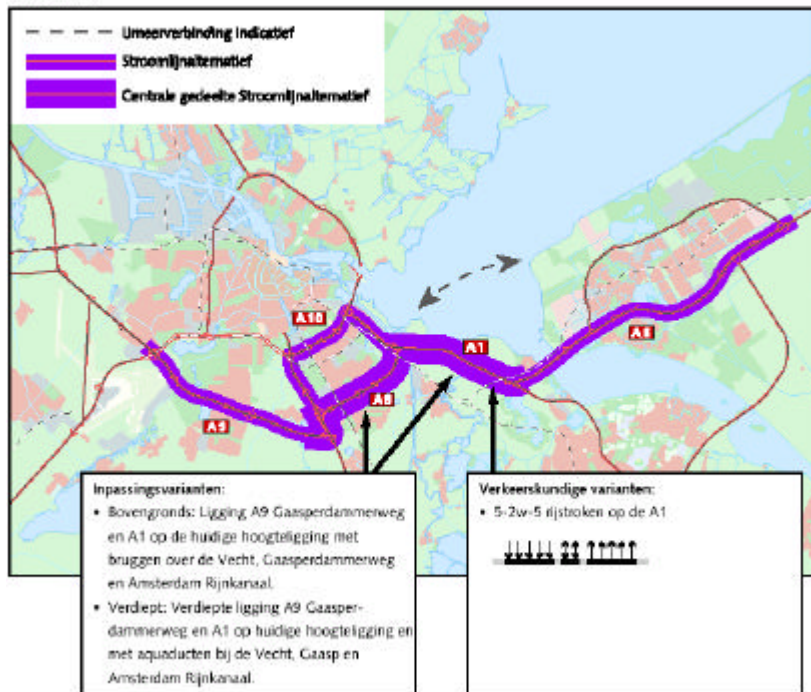 IJmeerverbinding indicatief
Stroomlijnalternatief
Centrale gedeelte Stroomlijnalternatief
A10
A1
A6
A9
A9
Inpassingsvarianten:
• Bovengronds: Ligging A9 Gaasperdammerweg
en A1 op de huidige hoogteligging met
bruggen over de Vecht, Gaasperdammerweg
en Amsterdam Rijnkanaal.
• Verdiept: Verdiepte ligging A9 Gaasper-
dammerweg en A1 op huidige hoogteligging en
met aquaducten bij de Vecht, Gaasp en
Amsterdam Rijnkanaal.
Verkeerskundige varianten:
• 5-2w-5 rijstroken op de A1